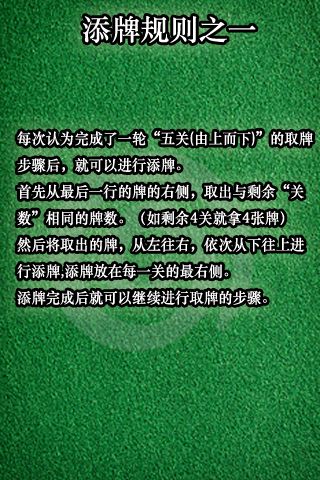 添牌规则之一
每次认为完成了一轮“五关(由上而下)”的取牌
步骤后，就可以进行添牌。
首先从最后一行的牌的右侧，取出与剩余“关
数”相同的牌数。（如剩余4关就拿4张牌）
然后将取出的牌，从左往右，依次从下往上进
行添牌,添牌放在每一关的最右侧。
添牌完成后就可以继续进行取牌的步骤。